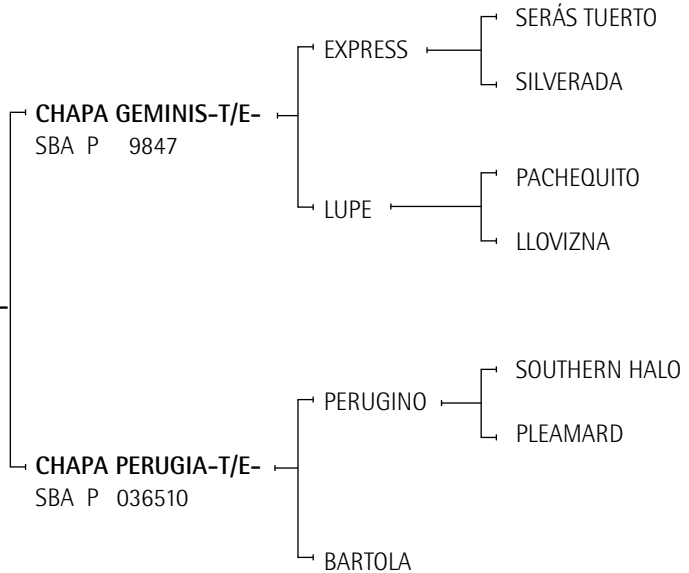 SERÁS TUERTO
EXPRESS
SILVERADA
CHAPA GEMINIS-T/E-
SBA P 9847
PACHEQUITO
LUPE
LLOVIZNA
SOUTHERN HALO
PERUGINO
PLEAMARD
CHAPA PERUGIA-T/E-
SBA P 036510
BARTOLA